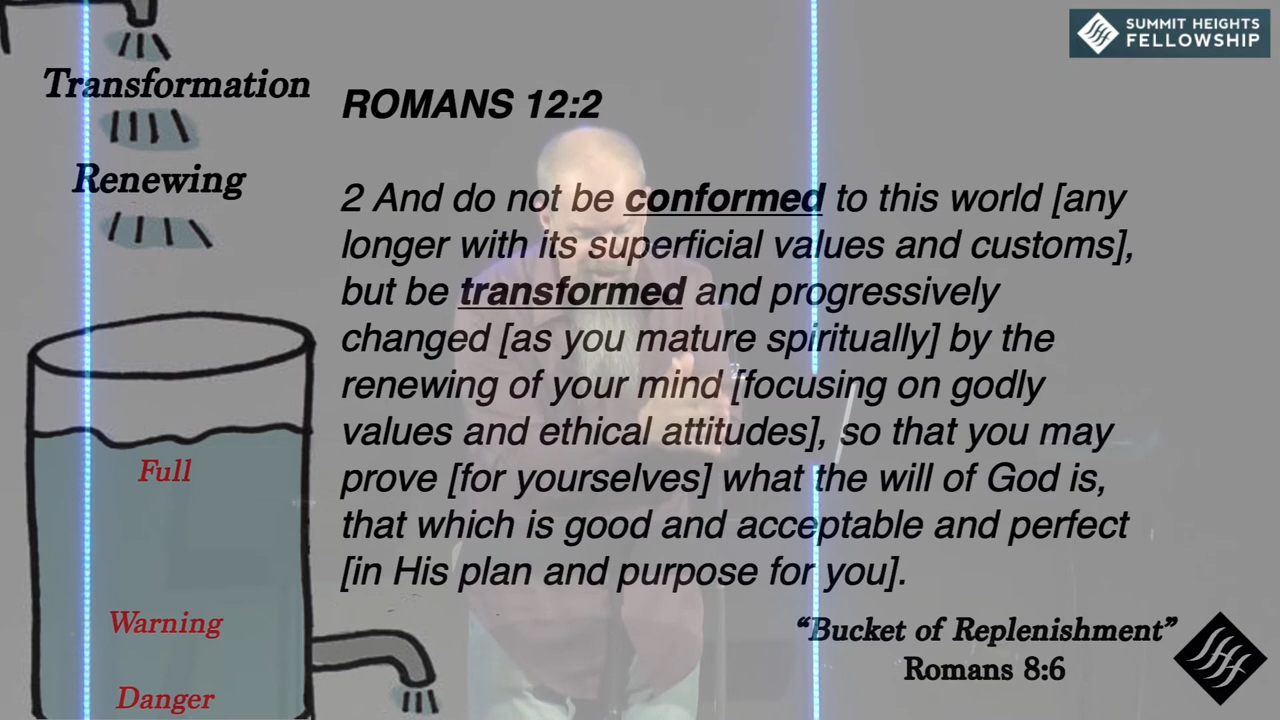 SUMMIT HEIGHTS
FELLOWSHIP
Transformation
Renewing
Full
Warning
Danger
ROMANS 12:2
2 And do not be conformed to this world [any
longer with its superficial values and customs],
but be transformed and progressively
changed [as you mature spiritually] by the
renewing of your mind [focusing on godly
values and ethical attitudes], so that you may
prove [for yourselves] what the will of God is,
that which is good and acceptable and perfect
[in His plan and purpose for you].
“Bucket of Replenishment”
Romans 8:6